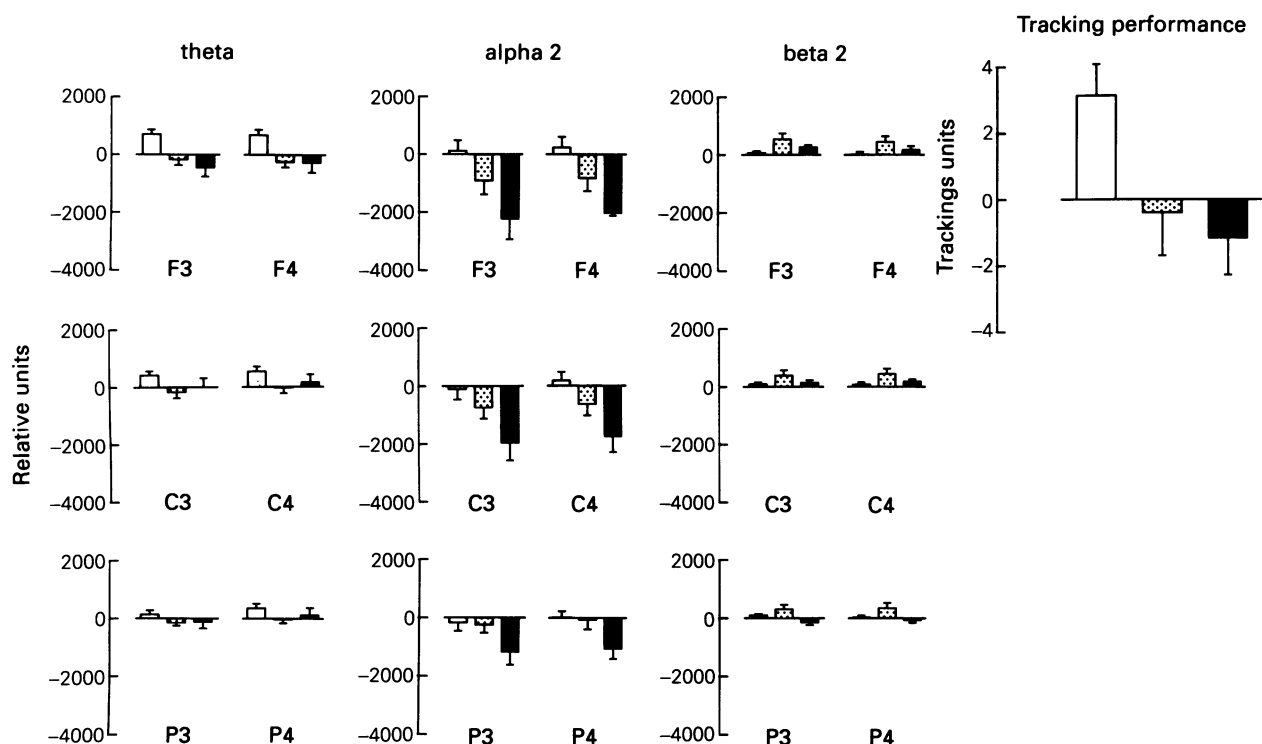 Tracking performance
theta
alpha 2
beta 2
2000
0
−2000
−4000
F3
F4
2000
0
−2000
−4000
F3
F4
2000
0
−2000
−4000
F3
F4
Trackings units
4
2
0
−2
−4
Relative units
2000
0
−2000
−4000
C3
C4
2000
0
−2000
−4000
C3
C4
2000
0
−2000
−4000
C3
C4
2000
0
−2000
−4000
P3
P4
2000
0
−2000
−4000
P3
P4
2000
0
−2000
−4000
P3
P4